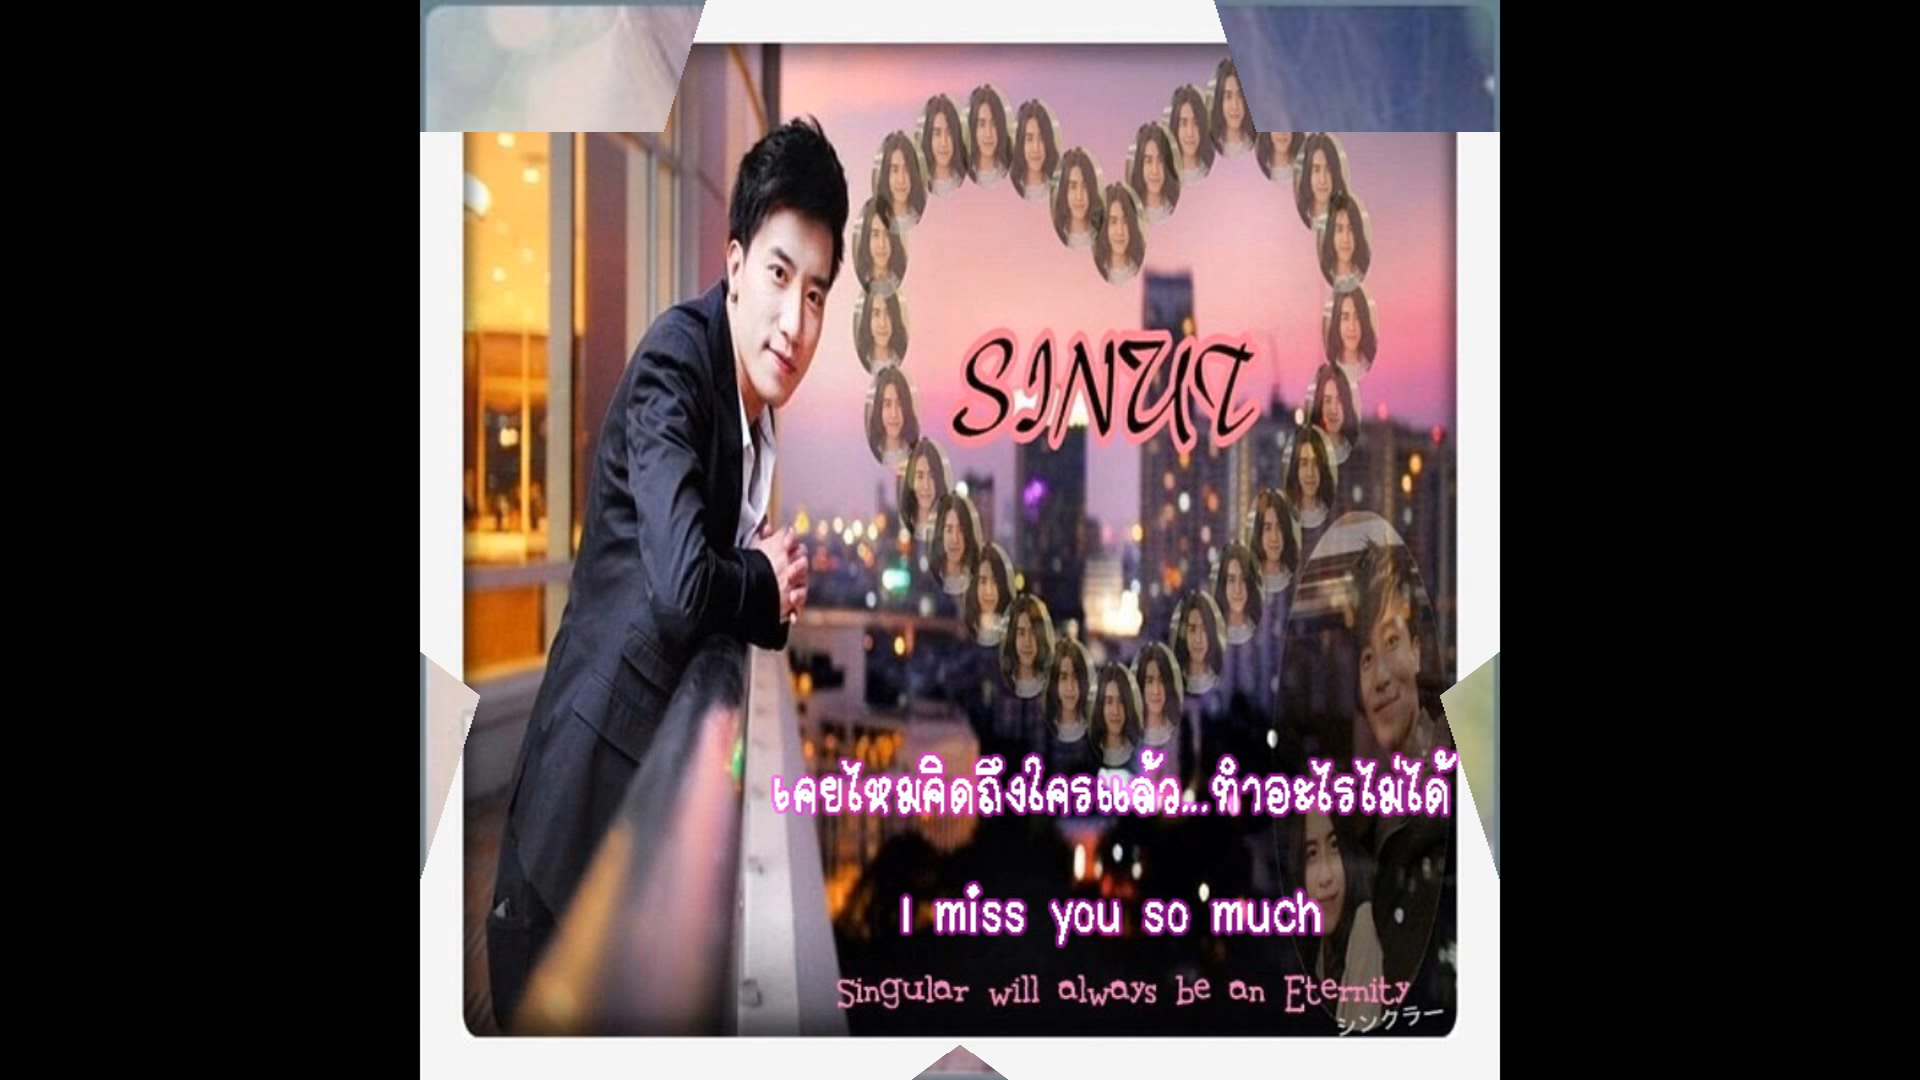 SINUT
เคยไหมคิดถึงใครแล้ว...ทำอะไรไม่ได้
I miss you so much
Singular will always be an Eternity
シングラー